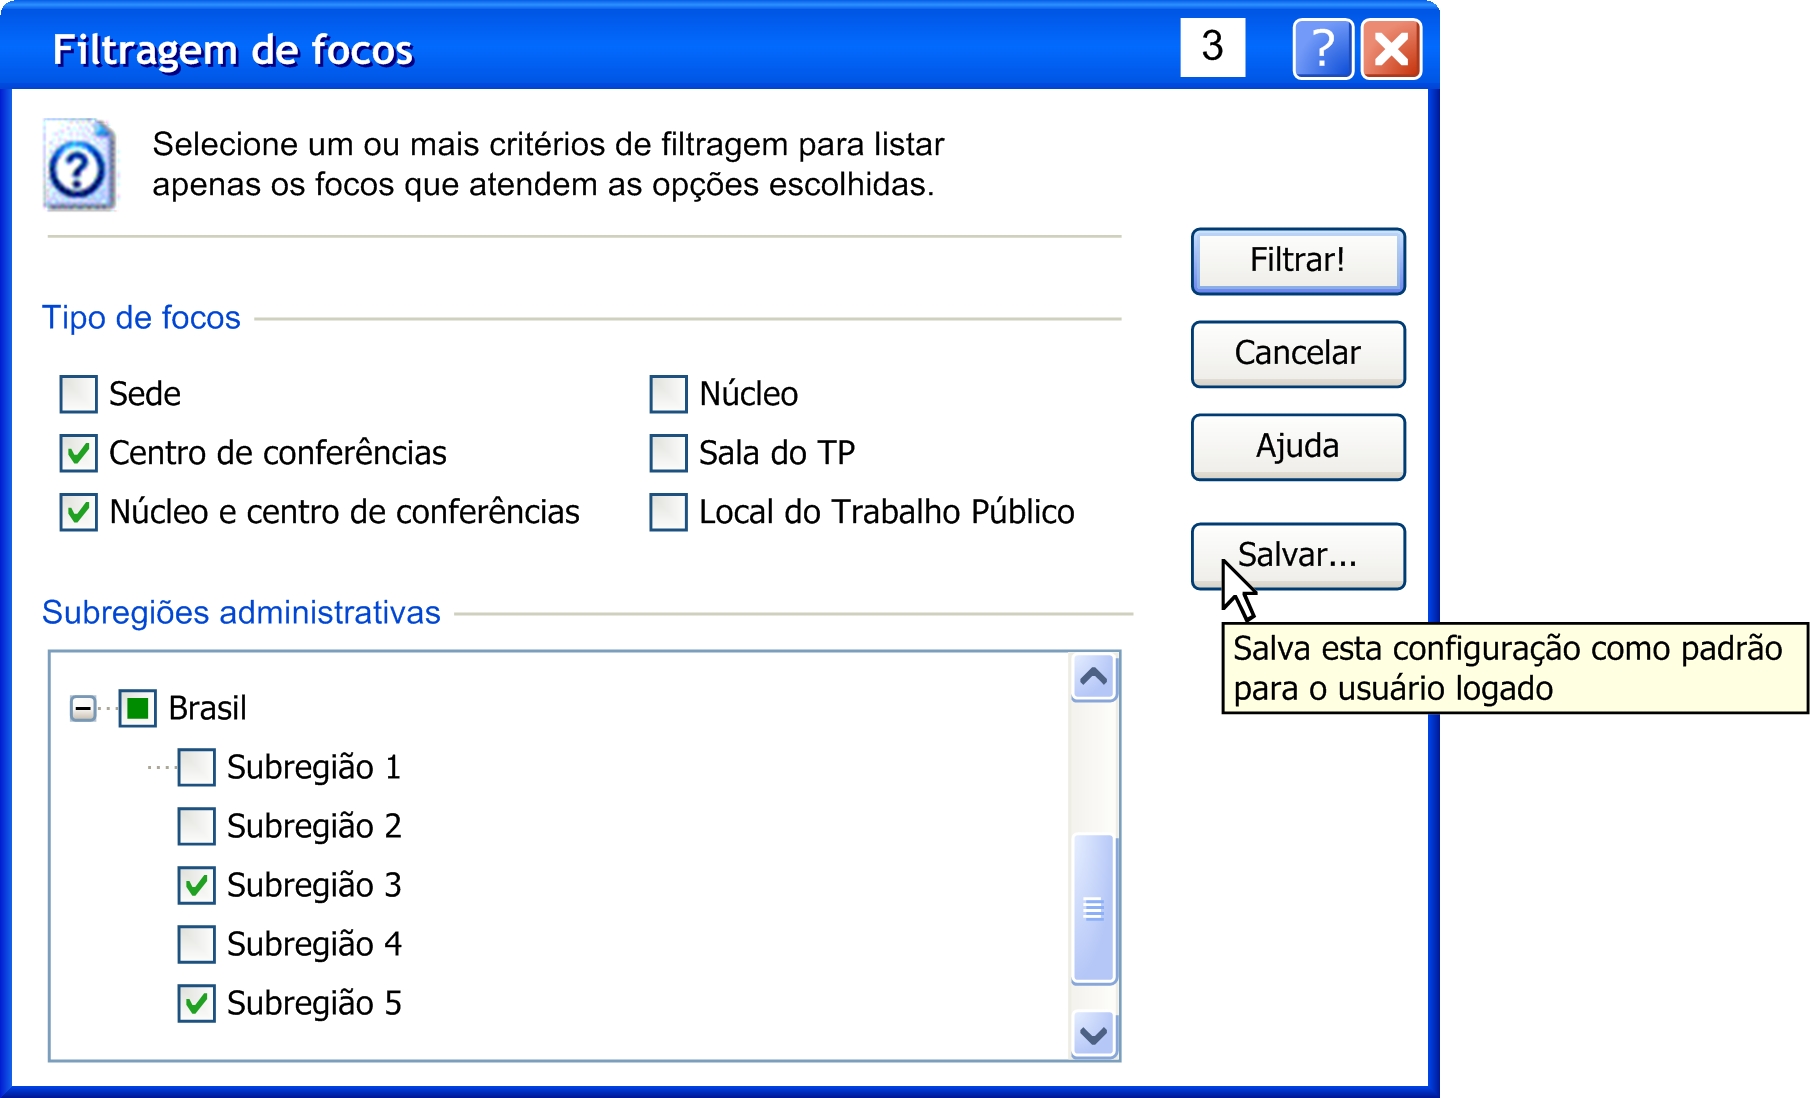 Filtragem de focos
3
?
Selecione um ou mais critérios de filtragem para listar
apenas os focos que atendem as opções escolhidas.
Filtrar!
Cancelar
Ajuda
Salvar...
Salva esta configuração como padrão
para o usuário logado
Tipo de focos
Sede
Núcleo
Centro de conferências
Sala do TP
Núcleo e centro de conferências
Local do Trabalho Público
Subregiões administrativas
Brasil
Subregião 1
Subregião 2
Subregião 3
Subregião 4
Subregião 5